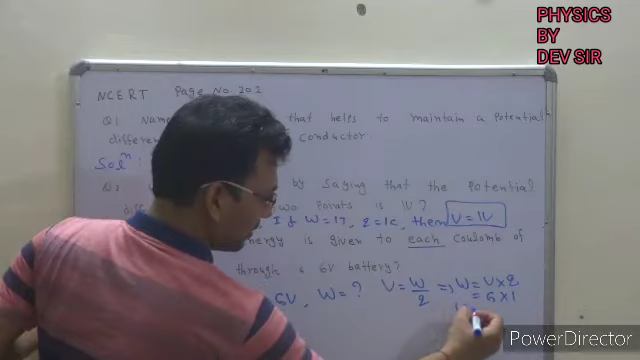 PHYSICS
BY
DEV SIR
NCERT Page No 202
Q1 Name that helps to maintain a potential
conductor.
Soln:
by saying that the potential
two points is 1V?
If W=1J, q=1C, then V=1V
energy is given to each coulomb of
through a 6V battery?
6V, W=? V=W/q => W=V×q
=6×1
PowerDirector